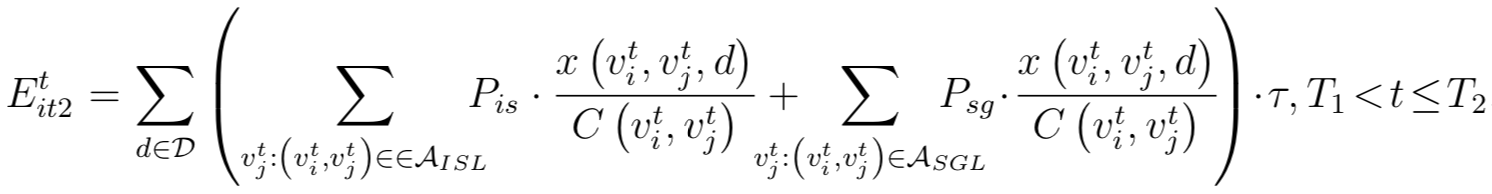 $E_{it2}^{t} = \sum_{d \in \mathcal{D}} \left( \sum_{v_j^t : (v_i^t, v_j^t) \in \in \mathcal{A}_{ISL}} P_{is} \cdot \frac{x(v_i^t, v_j^t, d)}{C(v_i^t, v_j^t)} + \sum_{v_j^t : (v_i^t, v_j^t) \in \mathcal{A}_{SGL}} P_{sg} \cdot \frac{x(v_i^t, v_j^t, d)}{C(v_i^t, v_j^t)} \right) \cdot \tau, T_1 < t \leq T_2$